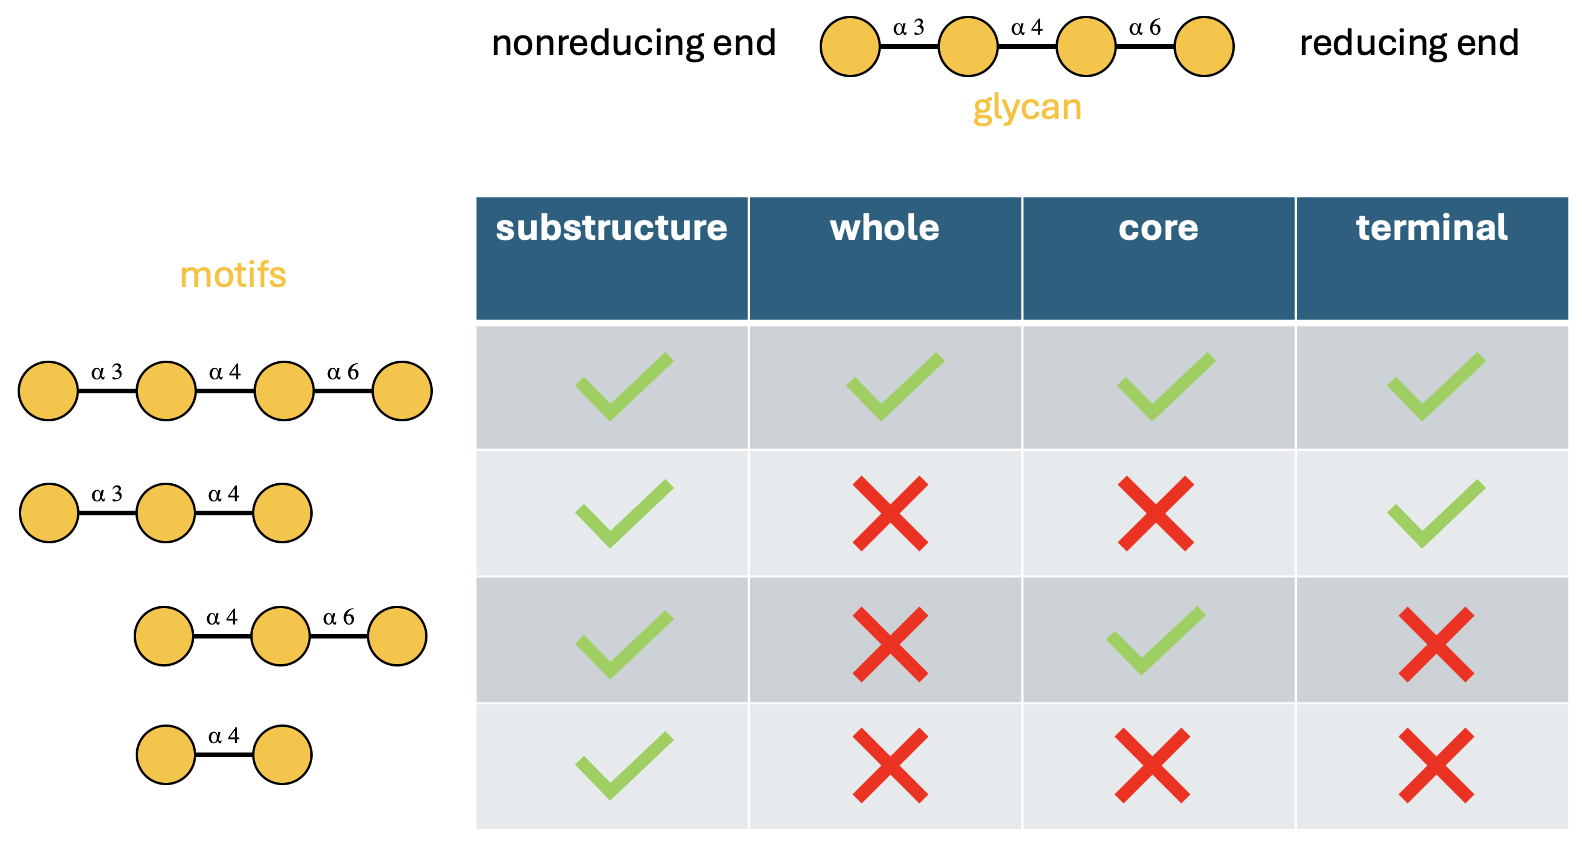 nonreducing end α 3 α 4 α 6 reducing end
glycan
substructure whole core terminal
motifs
α 3 α 4 α 6
α 3 α 4
α 4 α 6
α 4